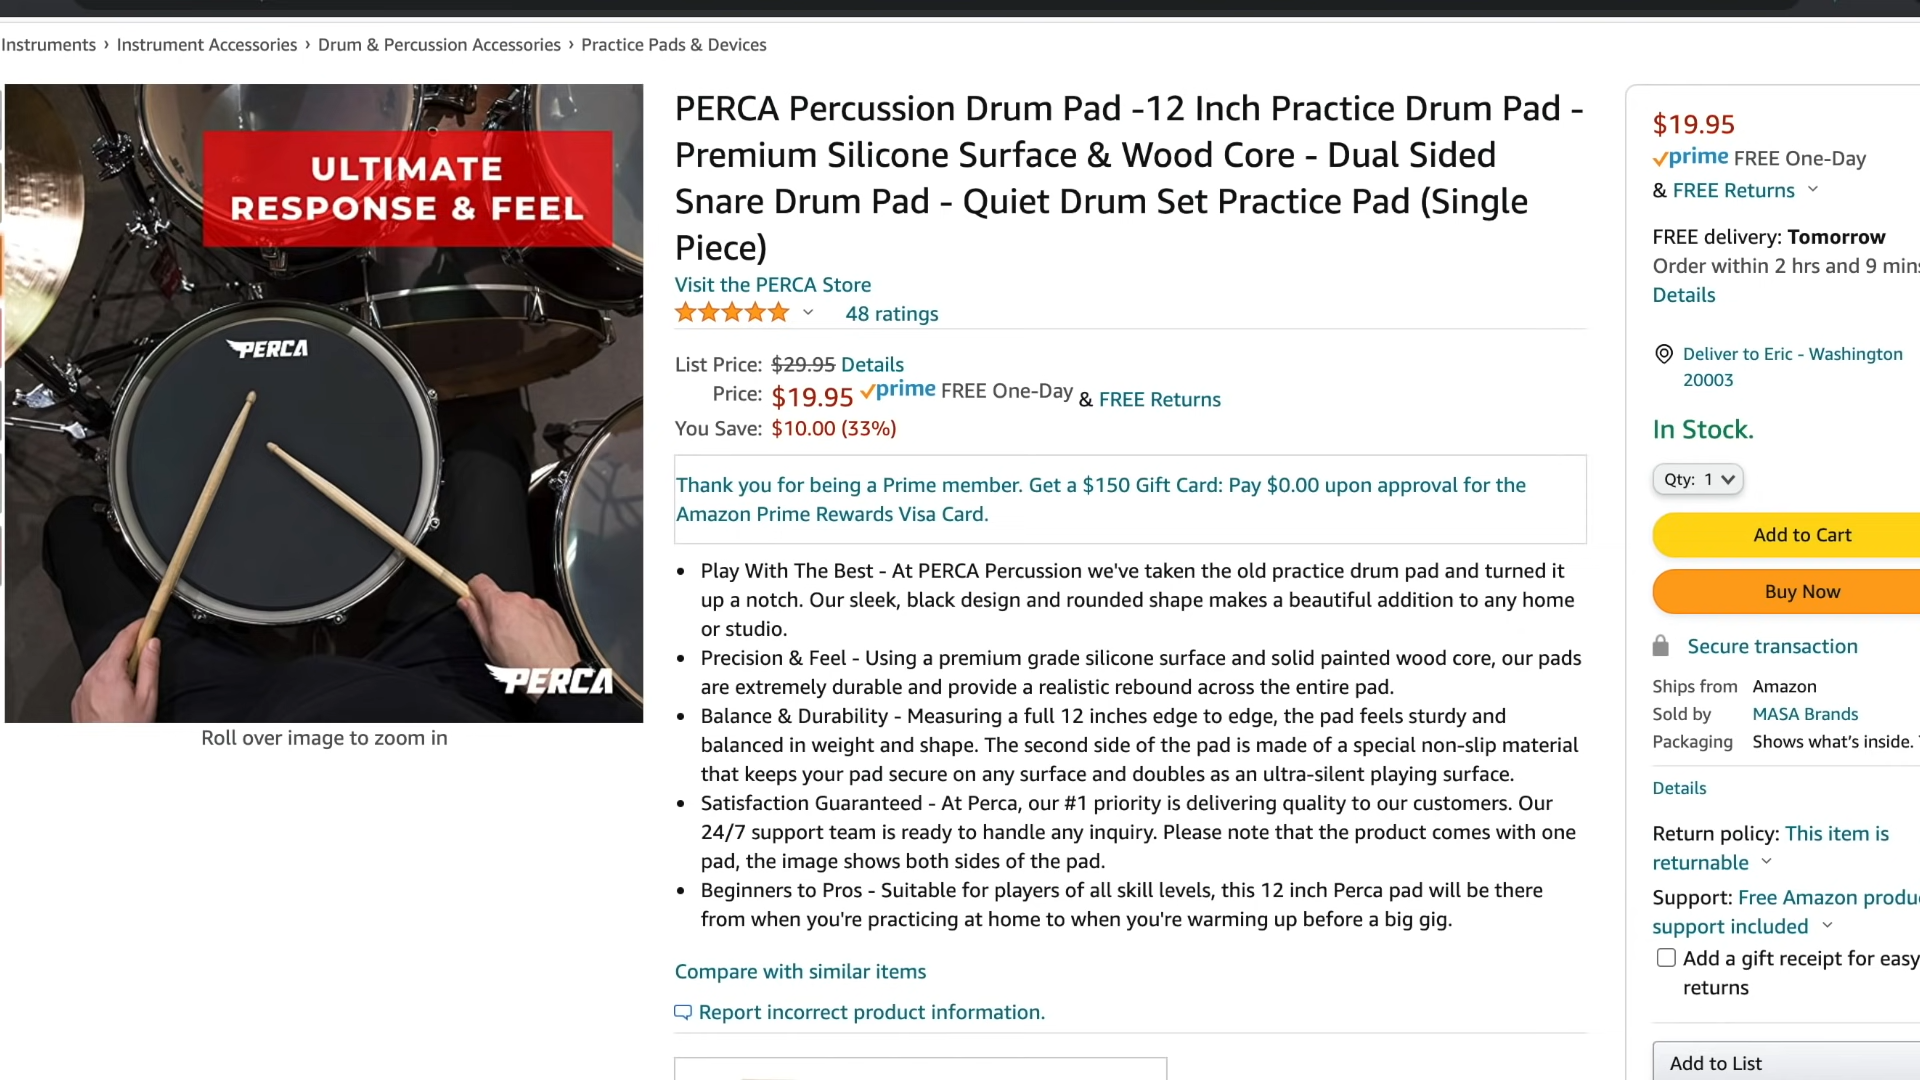 Instruments › Instrument Accessories › Drum & Percussion Accessories › Practice Pads & Devices
ULTIMATE
RESPONSE & FEEL
PERCA
PERCA
Roll over image to zoom in
PERCA Percussion Drum Pad -12 Inch Practice Drum Pad -
Premium Silicone Surface & Wood Core - Dual Sided
Snare Drum Pad - Quiet Drum Set Practice Pad (Single
Piece)
Visit the PERCA Store
48 ratings
List Price: $29.95 Details
Price: $19.95 prime FREE One-Day & FREE Returns
You Save: $10.00 (33%)
Thank you for being a Prime member. Get a $150 Gift Card: Pay $0.00 upon approval for the
Amazon Prime Rewards Visa Card.
• Play With The Best - At PERCA Percussion we've taken the old practice drum pad and turned it
up a notch. Our sleek, black design and rounded shape makes a beautiful addition to any home
or studio.
• Precision & Feel - Using a premium grade silicone surface and solid painted wood core, our pads
are extremely durable and provide a realistic rebound across the entire pad.
• Balance & Durability - Measuring a full 12 inches edge to edge, the pad feels sturdy and
balanced in weight and shape. The second side of the pad is made of a special non-slip material
that keeps your pad secure on any surface and doubles as an ultra-silent playing surface.
• Satisfaction Guaranteed - At Perca, our #1 priority is delivering quality to our customers. Our
24/7 support team is ready to handle any inquiry. Please note that the product comes with one
pad, the image shows both sides of the pad.
• Beginners to Pros - Suitable for players of all skill levels, this 12 inch Perca pad will be there
from when you're practicing at home to when you're warming up before a big gig.
Compare with similar items
Report incorrect product information.
$19.95
prime FREE One-Day
& FREE Returns
FREE delivery: Tomorrow
Order within 2 hrs and 9 mins
Details
Deliver to Eric - Washington
20003
In Stock.
Qty: 1
Add to Cart
Buy Now
Secure transaction
Ships from Amazon
Sold by MASA Brands
Packaging Shows what's inside.
Details
Return policy: This item is
returnable
Support: Free Amazon produ
support included
Add a gift receipt for easy
returns
Add to List